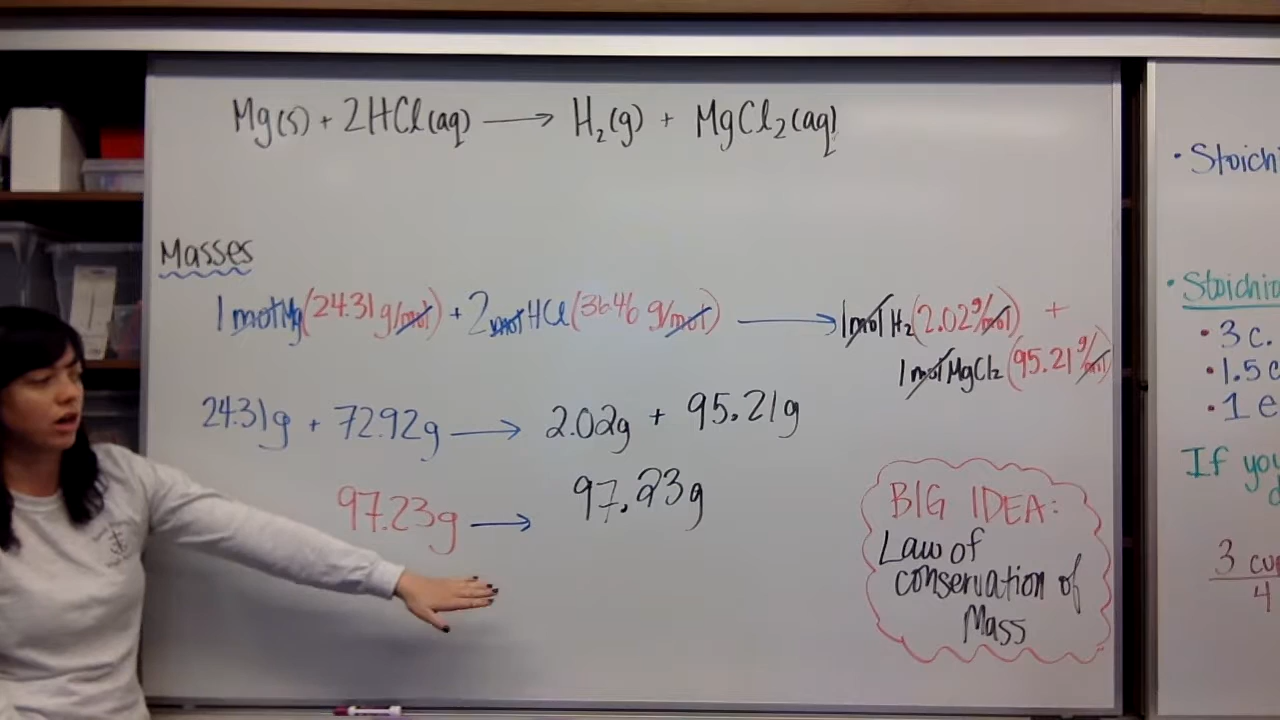 Mg(s) + 2HCl(aq) → H₂(g) + MgCl₂(aq)
Masses
1 mol Mg (24.31 g/mol) + 2 mol HCl (36.46 g/mol) → 1 mol H₂ (2.02 g/mol) +
1 mol MgCl₂ (95.21 g/mol)
24.31g + 72.92g → 2.02g + 95.21g
97.23g → 97.23g
BIG IDEA:
Law of
conservation of
Mass
• Stoich
• Stoichio
• 3 c.
• 1.5 c
• 1 e
If you
3 cu
4